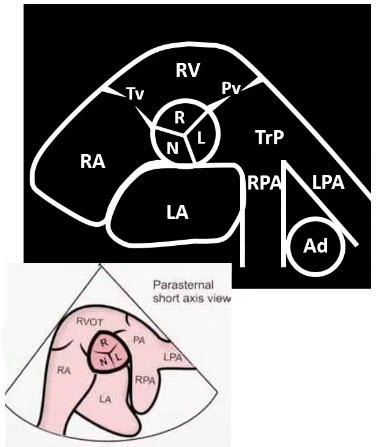 RV
Tv
Pv
R
N
L
TrP
RA
RPA
LPA
LA
Ad
Parasternal
short axis view
RVOT
R
PA
N
L
LPA
RA
RPA
LA